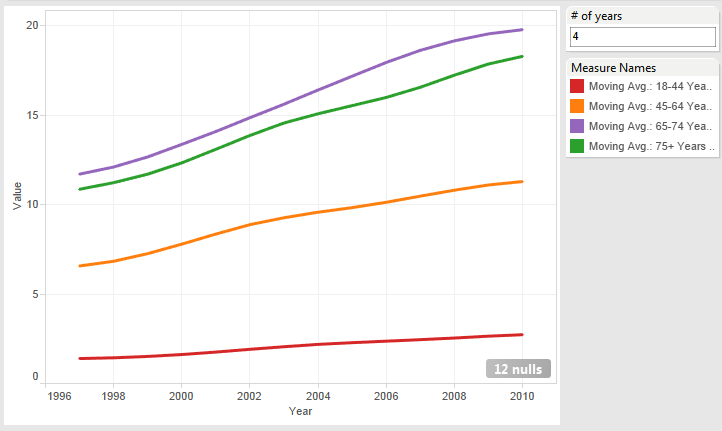 20
15
10
5
0
Value
1996 1998 2000 2002 2004 2006 2008 2010
Year
12 nulls
# of years
4
Measure Names
Moving Avg.: 18-44 Yea..
Moving Avg.: 45-64 Yea..
Moving Avg.: 65-74 Yea..
Moving Avg.: 75+ Years ..